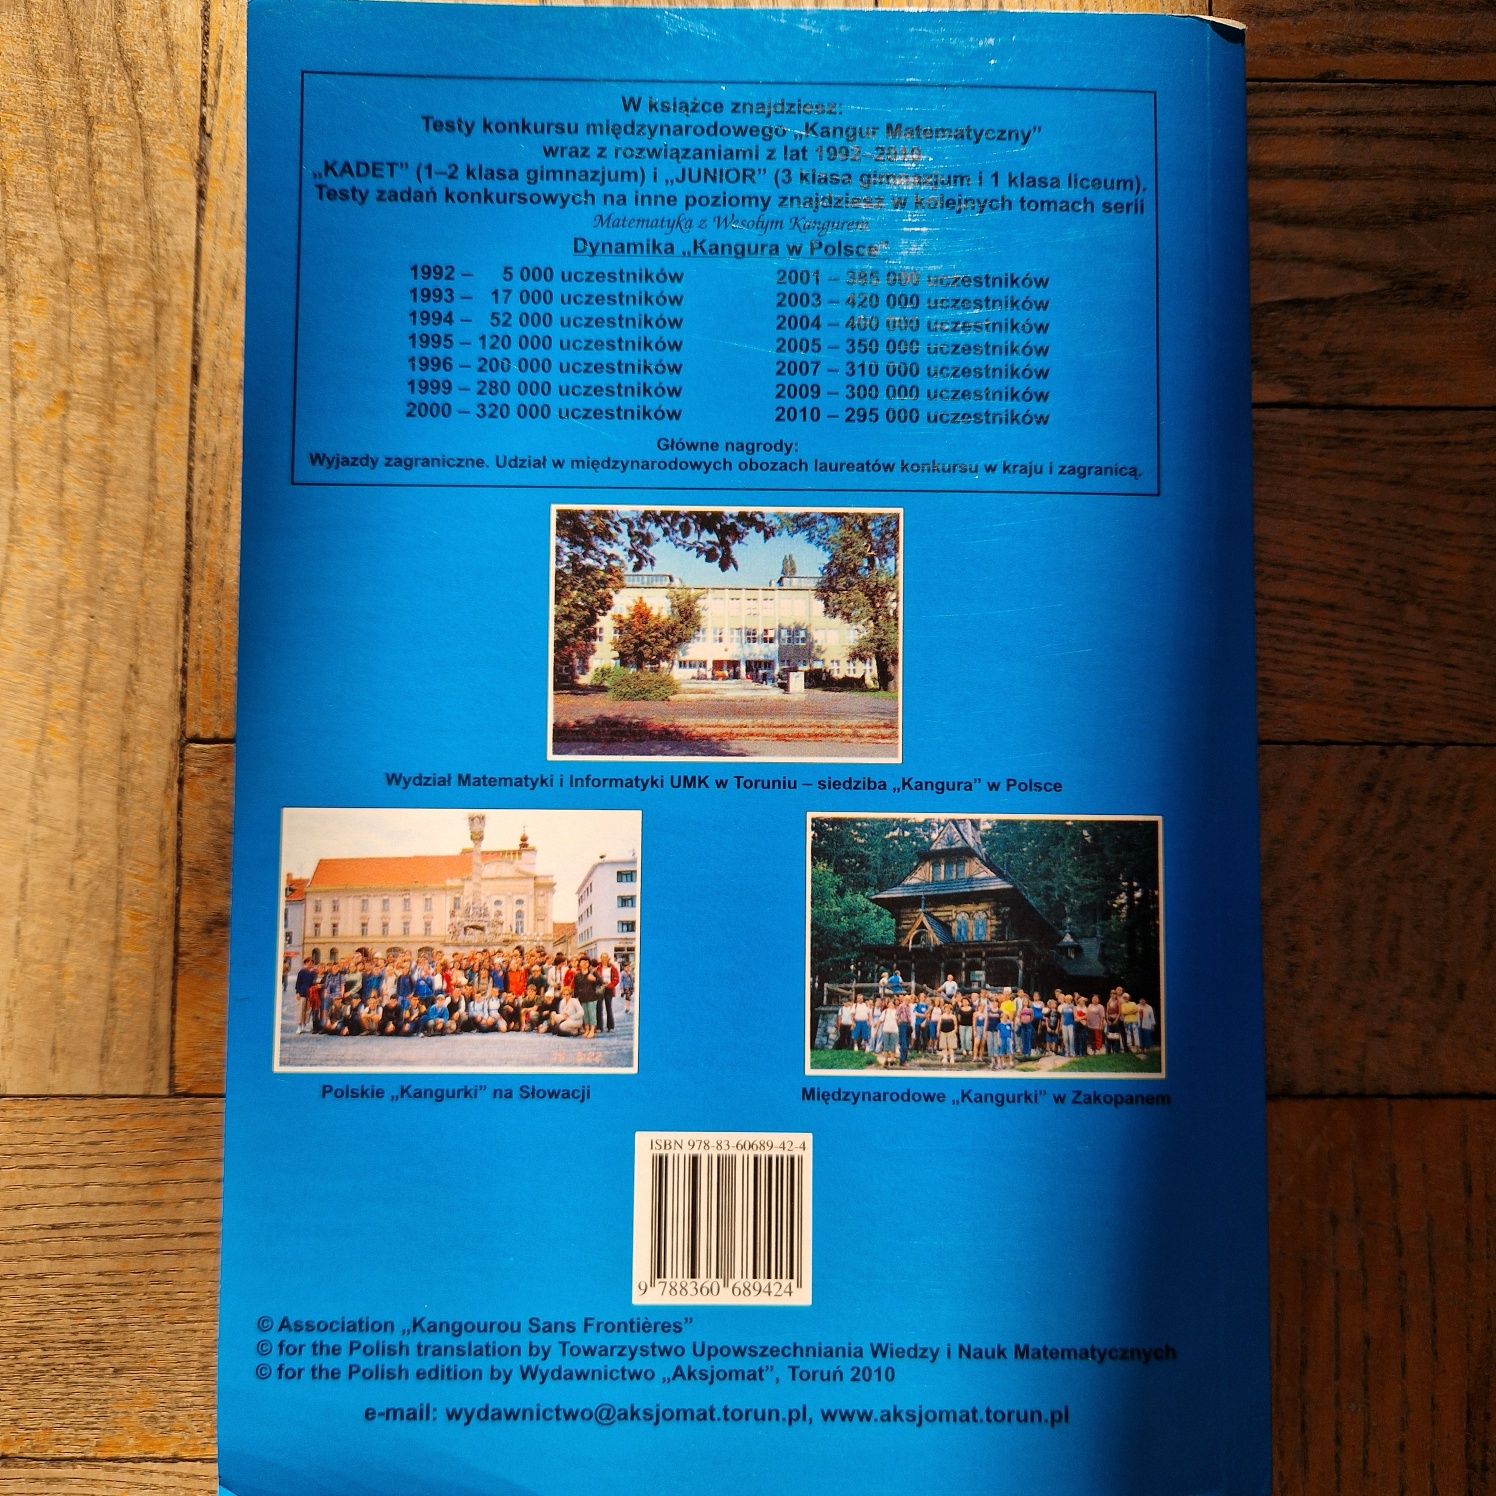 W książce znajdziesz:
Testy konkursu międzynarodowego „Kangur Matematyczny”
wraz z rozwiązaniami z lat 1992–2010
„KADET” (1–2 klasa gimnazjum) i „JUNIOR” (3 klasa gimnazjum i 1 klasa liceum).
Testy zadań konkursowych na inne poziomy znajdziesz w kolejnych tomach serii
Matematyka z Wesołym Kangurem
Dynamika „Kangura w Polsce”
1992 – 5 000 uczestników
1993 – 17 000 uczestników
1994 – 52 000 uczestników
1995 – 120 000 uczestników
1996 – 200 000 uczestników
1999 – 280 000 uczestników
2000 – 320 000 uczestników
2001 – 385 000 uczestników
2003 – 420 000 uczestników
2004 – 400 000 uczestników
2005 – 350 000 uczestników
2007 – 310 000 uczestników
2009 – 300 000 uczestników
2010 – 295 000 uczestników
Główne nagrody:
Wyjazdy zagraniczne. Udział w międzynarodowych obozach laureatów konkursu w kraju i zagranicą.
Wydział Matematyki i Informatyki UMK w Toruniu – siedziba „Kangura” w Polsce
Polskie „Kangurki” na Słowacji
Międzynarodowe „Kangurki” w Zakopanem
ISBN 978-83-60689-42-4
9 788360 689424
© Association „Kangourou Sans Frontières”
© for the Polish translation by Towarzystwo Upowszechniania Wiedzy i Nauk Matematycznych
© for the Polish edition by Wydawnictwo „Aksjomat”, Toruń 2010
e-mail: wydawnictwo@aksjomat.torun.pl, www.aksjomat.torun.pl